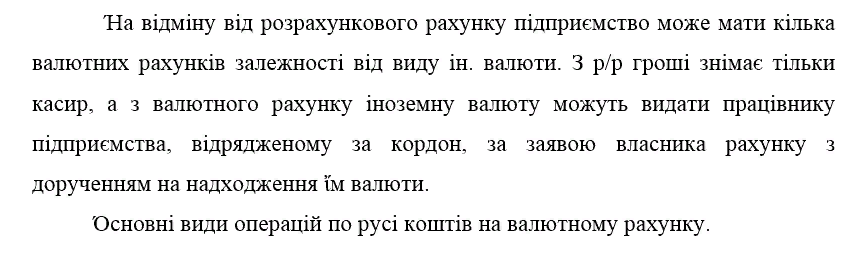 На відміну від розрахункового рахунку підприємство може мати кілька
валютних рахунків залежності від виду ін. валюти. З р/р гроші знімає тільки
касир, а з валютного рахунку іноземну валюту можуть видати працівнику
підприємства, відрядженому за кордон, за заявою власника рахунку з
дорученням на надходження їм валюти.
Основні види операцій по русі коштів на валютному рахунку.